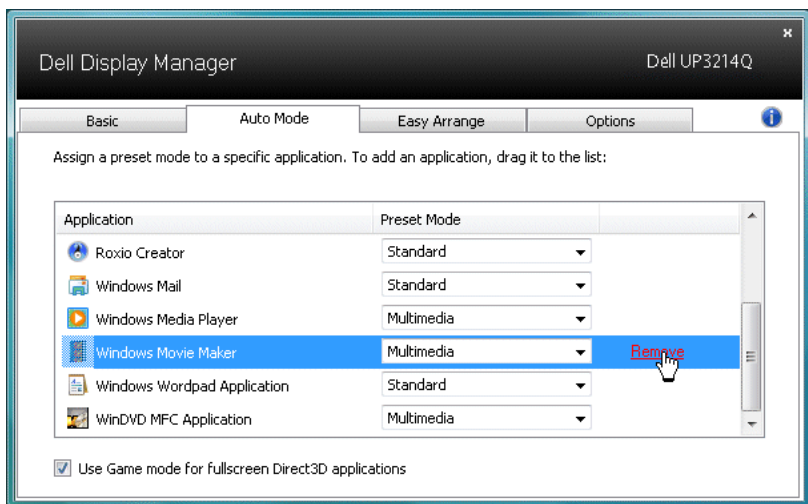 x
Dell Display Manager Dell UP3214Q
Basic Auto Mode Easy Arrange Options i
Assign a preset mode to a specific application. To add an application, drag it to the list:
Application Preset Mode
Roxio Creator Standard
Windows Mail Standard
Windows Media Player Multimedia
Windows Movie Maker Multimedia Remove
Windows Wordpad Application Standard
WinDVD MFC Application Multimedia
Use Game mode for fullscreen Direct3D applications